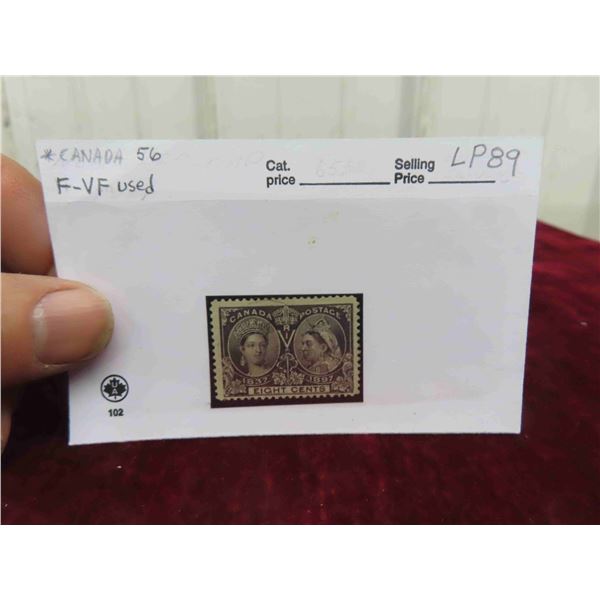 *CANADA 56
F-VF used
Cat. price
Selling Price
LP89
CANADA POSTAGE
V R
1837 1897
EIGHT CENTS
102